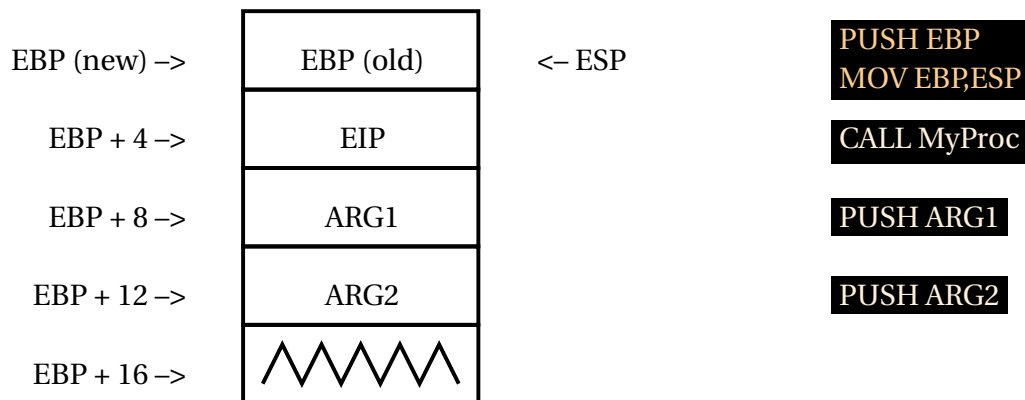 EBP (new) –> EBP (old) <– ESP PUSH EBP
MOV EBP,ESP
EBP + 4 –> EIP CALL MyProc
EBP + 8 –> ARG1 PUSH ARG1
EBP + 12 –> ARG2 PUSH ARG2
EBP + 16 –>